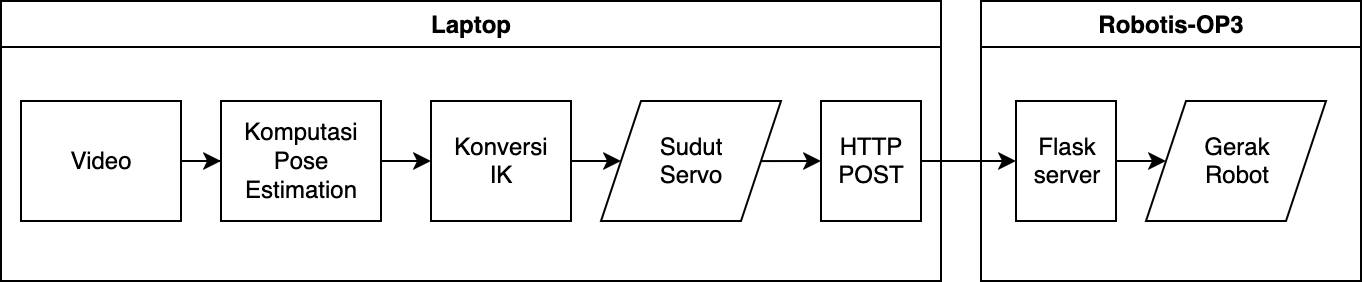 Laptop
Robotis-OP3
Video
Komputasi
Pose
Estimation
Konversi
IK
Sudut
Servo
HTTP
POST
Flask
server
Gerak
Robot